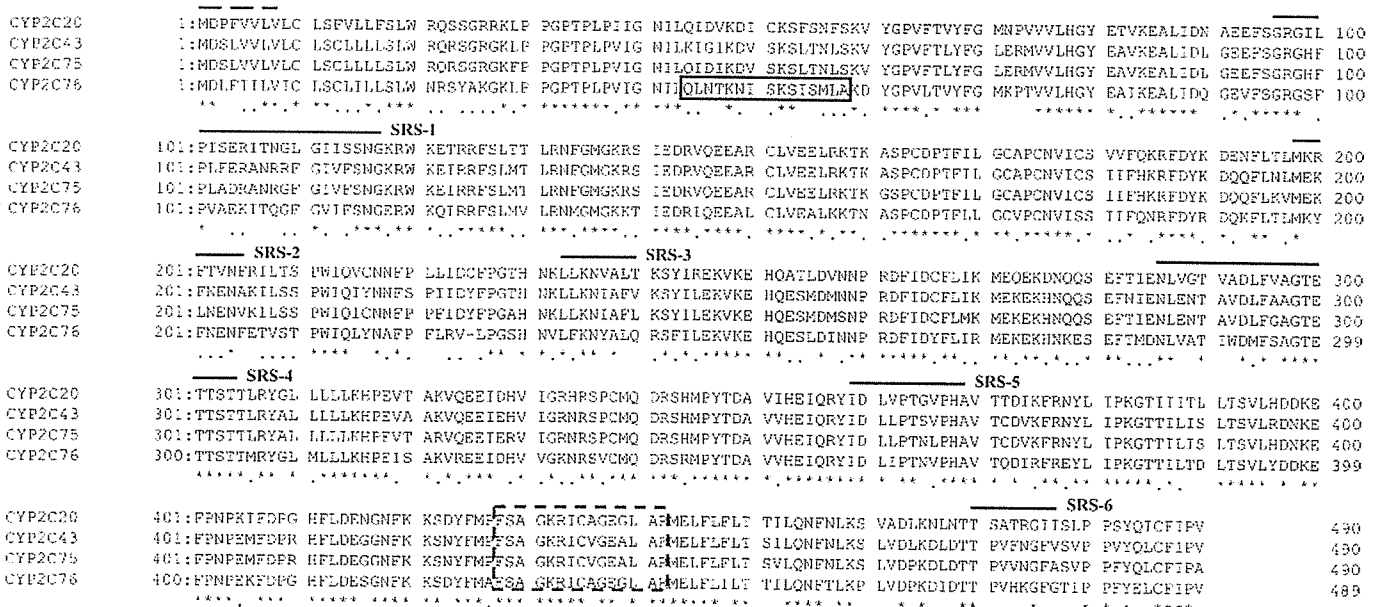 CYP2C20 1:MDPFVVLVLC LSFVLLFSLW RQSSGRRKLP PGPTPLPIIG NILQIDVKDI CKSFSNFSKV YGPVFTVYFG MNPVVVLHGY ETVKEALIDN AEEFSGRGIL 100
CYP2C43 1:MDSLVVLVLC LSCLLLLSLW RQRSGRGKLP PGPTPLPVIG NILKIGIKDV SKSLTNLSKV YGPVFTLYFG LERMVVLHGY EAVKEALIDL GEEFSGRGHF 100
CYP2C75 1:MDSLVVLVLC LSCLLLLSLW RQRSGRGKFP PGPTPLPVIG NILQIDIKDV SKSLTNLSKV YGPVFTLYFG LERMVVLHGY EAVKEALIDL GEEFSGRGHF 100
CYP2C76 1:MDLFIILVIC LSCLILLSLW NRSYAKGKLP PGPTPLPVIG NILQLNTKNI SKSISMLAKD YGPVLTVYFG MKPTVVLHGY EAIKEALIDQ GEVFSGRGSF 100
SRS-1
CYP2C20 101:PISERITNGL GIISSNGKRW KETRRFSLTT LRNFGMGKRS IEDRVQEEAR CLVEELRKTK ASPCDPTFIL GCAPCNVICS VVFQKRFDYK DENFLTLMKR 200
CYP2C43 101:PLFERANRRF GIVFSNGKRW KEIRRFSLMT LRNFGMGKRS IEDRVQEEAR CLVEELRKTK ASPCDPTFIL GCAPCNVICS IIFHKRFDYK DQQFLNLMEK 200
CYP2C75 101:PLADRANRGF GIVFSNGKRW KEIRRFSLMT LRNFGMGKRS IEDRVQEEAR CLVEELRKTK GSPCDPTFIL GCAPCNVICS IIFHKRFDYK DQQFLKVMEK 200
CYP2C76 101:PVAEKITQGF GVIFSNGERW KQIRRFSLMV LRNMGMGKKT IEDRIQEEAL CLVEALKKTN ASPCDPTFLL GCVPCNVISS IIFQNRFDYR DQKFLTLMKY 200
SRS-2 SRS-3
CYP2C20 201:FTVNFRILTS PWIQVCNNFP LLIDCFPGTH NKLLKNVALT KSYIREKVKE HQATLDVNNP RDFIDCFLIK MEQEKDNQQS EFTIENLVGT VADLFVAGTE 300
CYP2C43 201:FNENAKILSS PWIQIYNNFS PIIDYFPGTH NKLLKNIAFV KSYILEKVKE HQESMDMNNP RDFIDCFLIK MEKEKHNQQS EFNIENLENT AVDLFAAGTE 300
CYP2C75 201:LNENVKILSS PWIQICNNFP PFIDYFPGAH NKLLKNIAFL KSYILEKVKE HQESMDMSNP RDFIDCFLMK MEKEKHNQQS EFTIENLENT AVDLFGAGTE 300
CYP2C76 201:FNENFETVST PWIQLYNAFP FLRV-LPGSH NVLFKNYALQ RSFILEKVKE HQESLDINNP RDFIDYFLIR MEKEKHNKES EFTMDNLVAT IWDMFSAGTE 299
SRS-4 SRS-5
CYP2C20 301:TTSTTLRYGL LLLLKHPEVT AKVQEEIDHV IGRHRSPCMQ DRSHMPYTDA VIHEIQRYID LVPTGVPHAV TTDIKFRNYL IPKGTIIITL LTSVLHDDKE 400
CYP2C43 301:TTSTTLRYAL LLLLKHPEVA AKVQEEIDHV IGRNRSPCMQ DRSHMPYTDA VVHEIQRYID LLPTSVPHAV TCDVKFRNYL IPKGTTILIS LTSVLRDNKE 400
CYP2C75 301:TTSTTLRYAL LLLLKHPEVT ARVQEEIERV IGRNRSPCMQ DRSHMPYTDA VVHEIQRYID LLPTNLPHAV TCDVKFRNYL IPKGTTILIS LTSVLHDNKE 400
CYP2C76 300:TTSTTMRYGL MLLLKHPEIS AKVREEIDHV VGKNRSVCMQ DRSRMPYTDA VVHEIQRYID LIPTNVPHAV TQDIRFREYL IPKGTTILTD LTSVLYDDKE 399
SRS-6
CYP2C20 401:FPNPKIFDPG HFLDENGNFK KSDYFMPFSA GKRICAGEGL ARMELFLFLT TILQNFNLKS VADLKNLNTT SATRGIISLP PSYQICFIPV 490
CYP2C43 401:FPNPEMFDPR HFLDEGGNFK KSNYFMPFSA GKRICVGEAL ARMELFLFLT SILQNFNLKS LVDLKDLDTT PVFNGFVSVP PVYQLCFIPV 490
CYP2C75 401:FPNPEMFDPR HFLDEGGNFK KSNYFMPFSA GKRICVGEAL ARMELFLFLT SVLQNFNLKS LVDPKDLDTT PVVNGFASVP PFYQLCFIPA 490
CYP2C76 400:FPNPEKFDPG HFLDESGNFK KSDYFMAFSA GKRICAGEGL ARMELFLILT TILQNFTLKP LVDPKDIDTT PVHKGFGTIP PFYELCFIPV 489